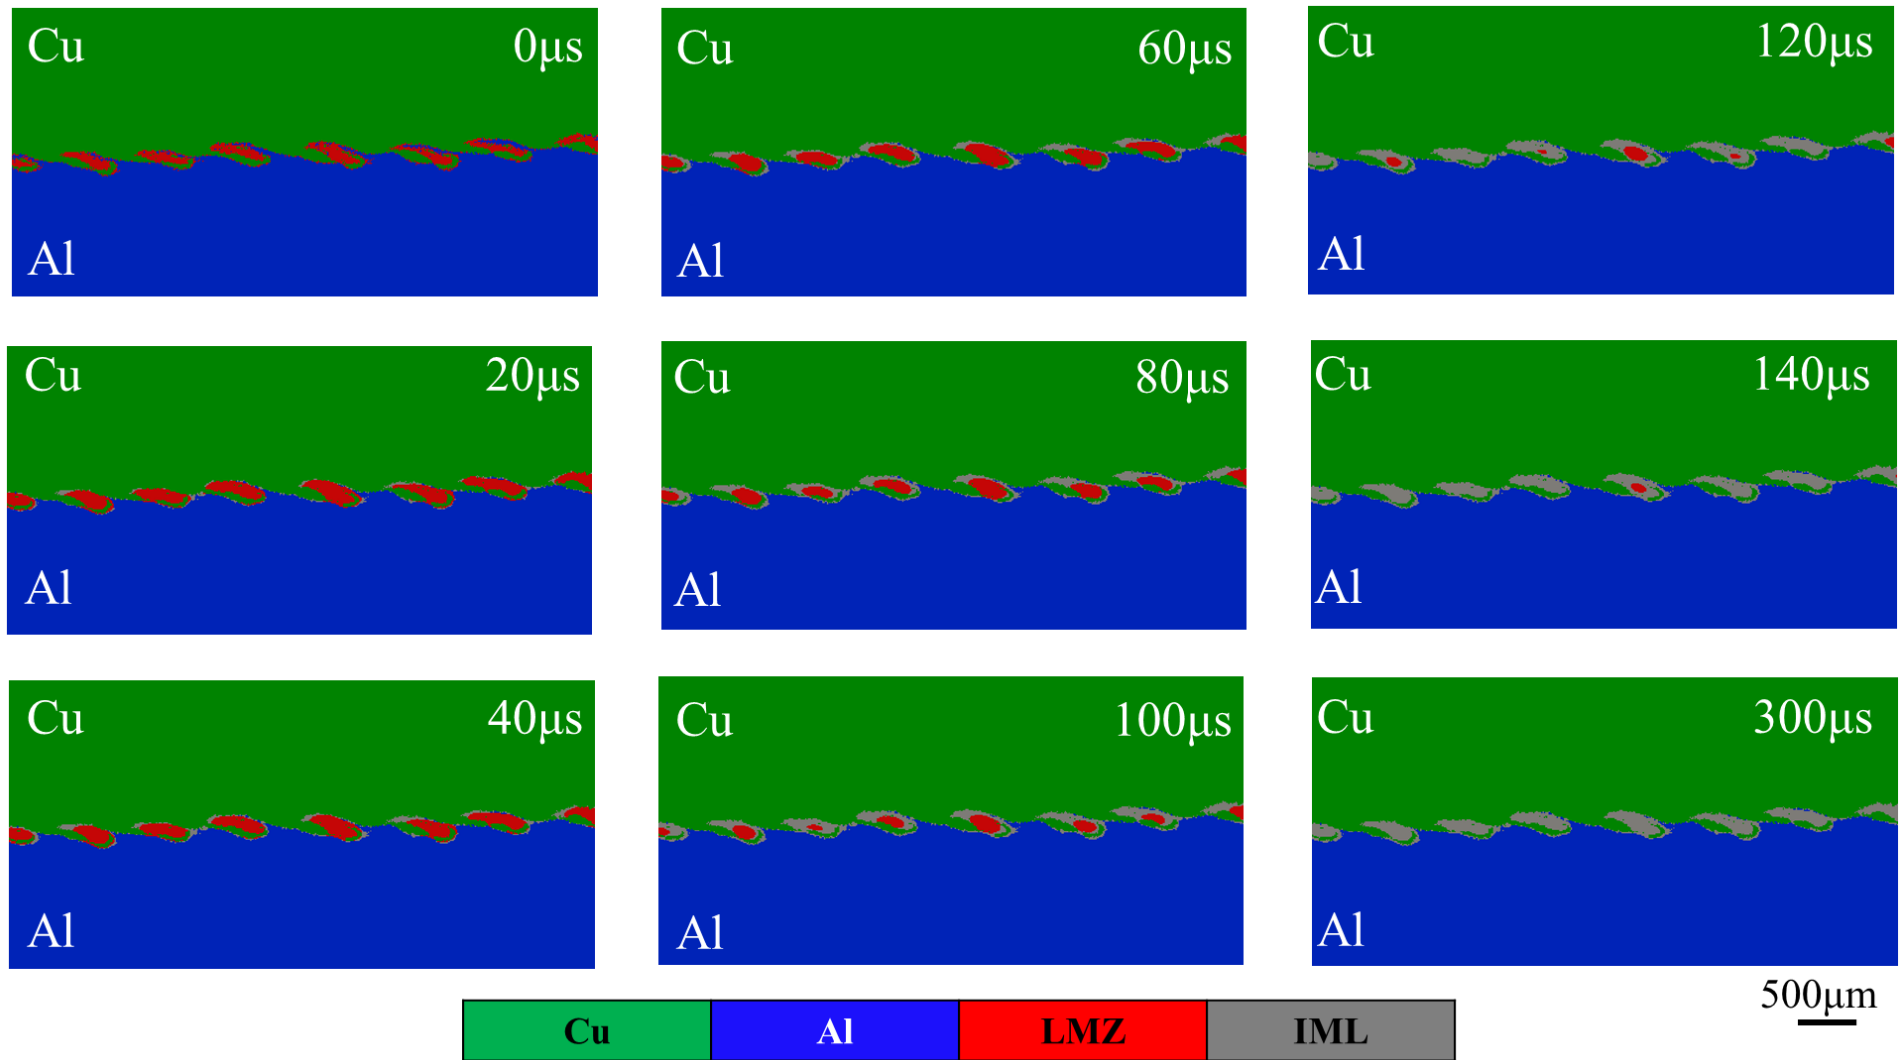 Cu 0μs
Al
Cu 60μs
Al
Cu 120μs
Al
Cu 20μs
Al
Cu 80μs
Al
Cu 140μs
Al
Cu 40μs
Al
Cu 100μs
Al
Cu 300μs
Al
500μm
Cu Al LMZ IML